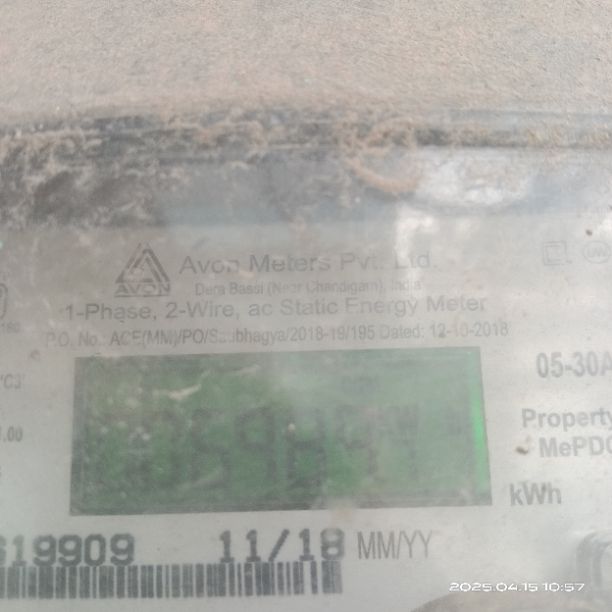 Avon Meters Pvt. Ltd.
AVON
Dera Bassi (Near Chandigarh), India
1-Phase, 2-Wire, ac Static Energy Meter
P.O. No.: ACE(MM)/PO/Saubhagya/2018-19/195 Dated: 12-10-2018
05-30A
Property
MePDC
kWh
619909
11/18 MM/YY
2025.04.15 10:57